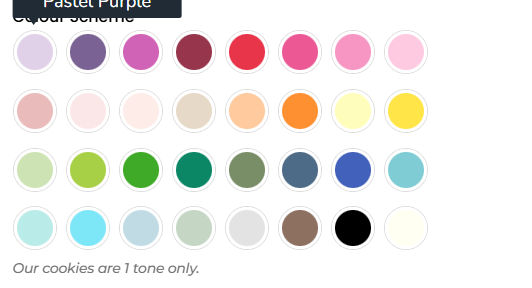 Pastel Purple
Colour scheme
Our cookies are 1 tone only.